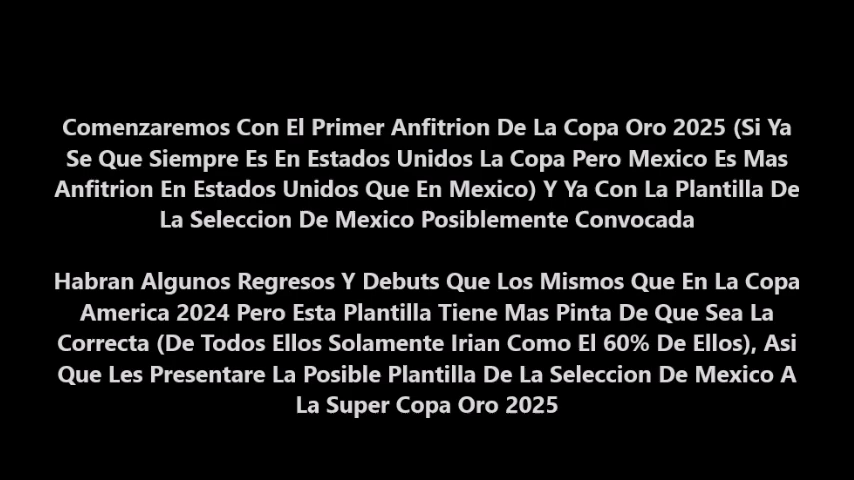 Comenzaremos Con El Primer Anfitrion De La Copa Oro 2025 (Si Ya
Se Que Siempre Es En Estados Unidos La Copa Pero Mexico Es Mas
Anfitrion En Estados Unidos Que En Mexico) Y Ya Con La Plantilla De
La Seleccion De Mexico Posiblemente Convocada
Habran Algunos Regresos Y Debuts Que Los Mismos Que En La Copa
America 2024 Pero Esta Plantilla Tiene Mas Pinta De Que Sea La
Correcta (De Todos Ellos Solamente Irian Como El 60% De Ellos), Asi
Que Les Presentare La Posible Plantilla De La Seleccion De Mexico A
La Super Copa Oro 2025